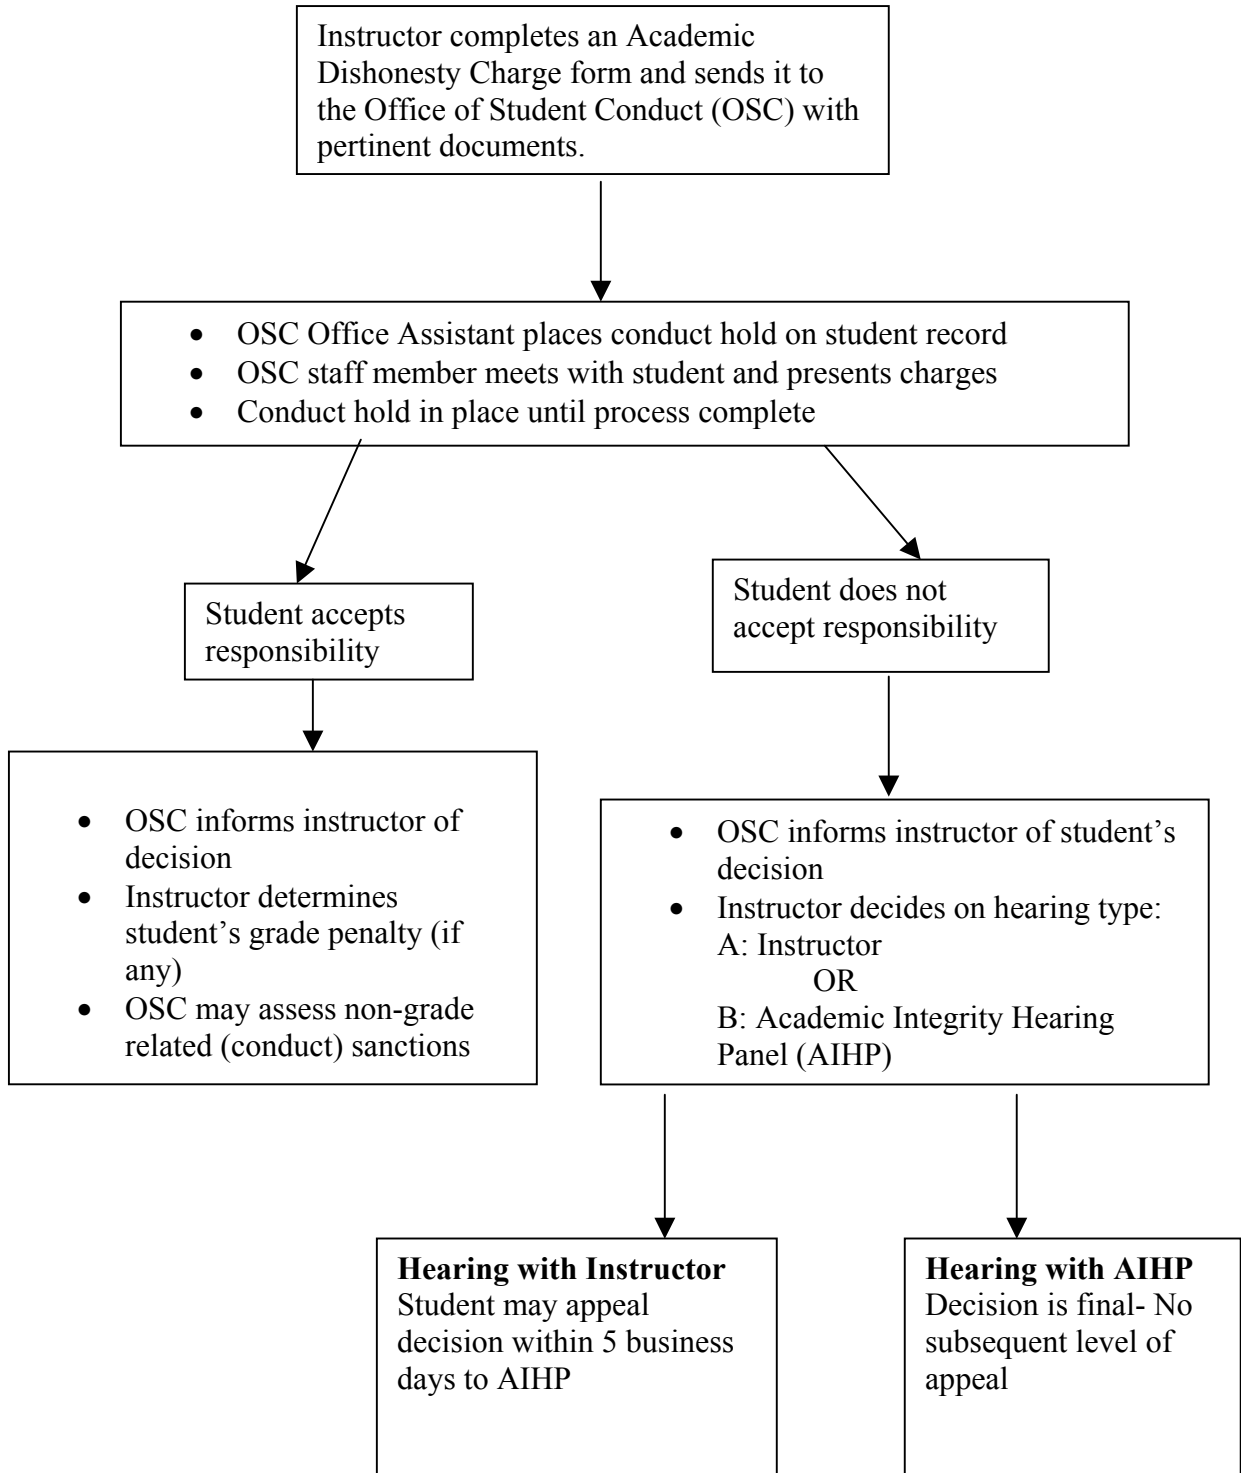 Instructor completes an Academic
Dishonesty Charge form and sends it to
the Office of Student Conduct (OSC) with
pertinent documents.
• OSC Office Assistant places conduct hold on student record
• OSC staff member meets with student and presents charges
• Conduct hold in place until process complete
Student accepts
responsibility
Student does not
accept responsibility
• OSC informs instructor of
decision
• Instructor determines
student’s grade penalty (if
any)
• OSC may assess non-grade
related (conduct) sanctions
• OSC informs instructor of student’s
decision
• Instructor decides on hearing type:
A: Instructor
OR
B: Academic Integrity Hearing
Panel (AIHP)
Hearing with Instructor
Student may appeal
decision within 5 business
days to AIHP
Hearing with AIHP
Decision is final- No
subsequent level of
appeal